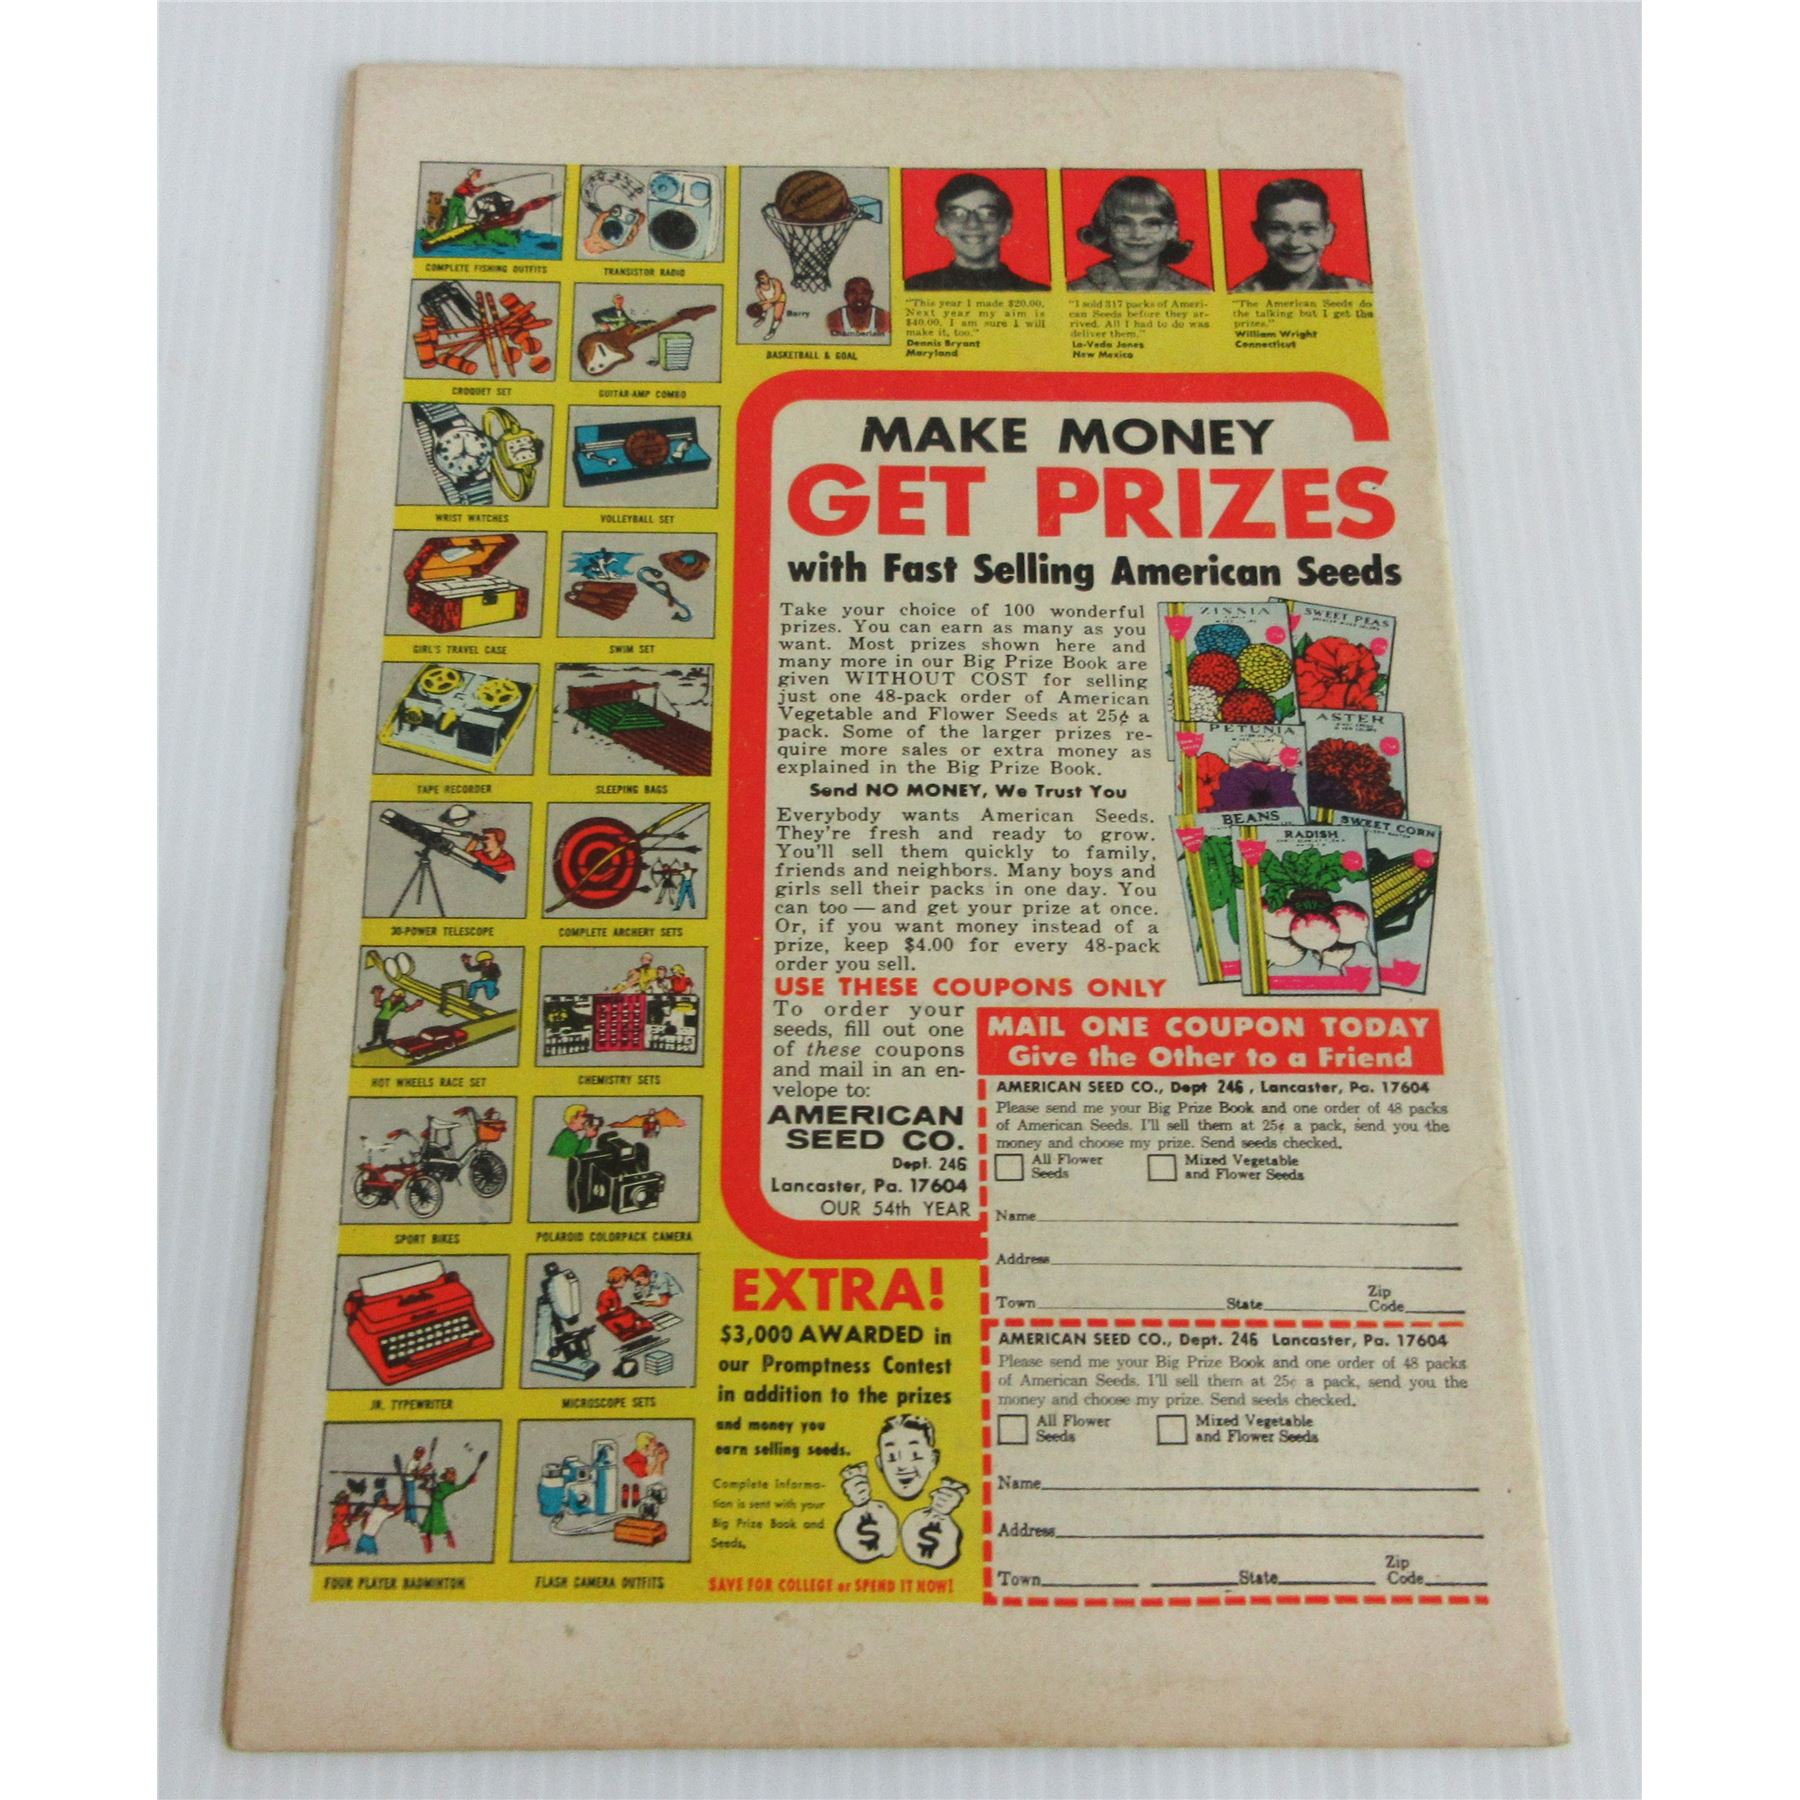 COMPLETE FISHING OUTFITS
TRANSISTOR RADIO
CROQUET SET
GUITAR-AMP COMBO
WRIST WATCHES
VOLLEYBALL SET
GIRL'S TRAVEL CASE
SWIM SET
TAPE RECORDER
SLEEPING BAGS
30-POWER TELESCOPE
COMPLETE ARCHERY SETS
HOT WHEELS RACE SET
CHEMISTRY SETS
SPORT BIKES
POLAROID COLORPACK CAMERA
JR. TYPEWRITER
MICROSCOPE SETS
FOUR PLAYER BADMINTON
FLASH CAMERA OUTFITS
Barry
Chamberlain
BASKETBALL & GOAL
"This year I made $20.00.
Next year my aim is
$40.00. I am sure I will
make it, too."
Dennis Bryant
Maryland
"I sold 317 packs of Ameri-
can Seeds before they ar-
rived. All I had to do was
deliver them."
La-Veda Jones
New Mexico
"The American Seeds do
the talking but I get the
prizes."
William Wright
Connecticut
MAKE MONEY
GET PRIZES
with Fast Selling American Seeds
Take your choice of 100 wonderful
prizes. You can earn as many as you
want. Most prizes shown here and
many more in our Big Prize Book are
given WITHOUT COST for selling
just one 48-pack order of American
Vegetable and Flower Seeds at 25¢ a
pack. Some of the larger prizes re-
quire more sales or extra money as
explained in the Big Prize Book.
Send NO MONEY, We Trust You
Everybody wants American Seeds.
They're fresh and ready to grow.
You'll sell them quickly to family,
friends and neighbors. Many boys and
girls sell their packs in one day. You
can too — and get your prize at once.
Or, if you want money instead of a
prize, keep $4.00 for every 48-pack
order you sell.
ZINNIA
SWEET PEAS
PETUNIA
ASTER
BEANS
RADISH
SWEET CORN
USE THESE COUPONS ONLY
To order your
seeds, fill out one
of these coupons
and mail in an en-
velope to:
AMERICAN
SEED CO.
Dept. 246
Lancaster, Pa. 17604
OUR 54th YEAR
MAIL ONE COUPON TODAY
Give the Other to a Friend
AMERICAN SEED CO., Dept 246, Lancaster, Pa. 17604
Please send me your Big Prize Book and one order of 48 packs
of American Seeds. I'll sell them at 25¢ a pack, send you the
money and choose my prize. Send seeds checked.
All Flower
Seeds
Mixed Vegetable
and Flower Seeds
Name
Address
Town State Zip
Code
AMERICAN SEED CO., Dept. 246 Lancaster, Pa. 17604
Please send me your Big Prize Book and one order of 48 packs
of American Seeds. I'll sell them at 25¢ a pack, send you the
money and choose my prize. Send seeds checked.
All Flower
Seeds
Mixed Vegetable
and Flower Seeds
Name
Address
Town State Zip
Code
EXTRA!
$3,000 AWARDED in
our Promptness Contest
in addition to the prizes
and money you
earn selling seeds.
Complete informa-
tion is sent with your
Big Prize Book and
Seeds.
$ $
SAVE FOR COLLEGE or SPEND IT NOW!